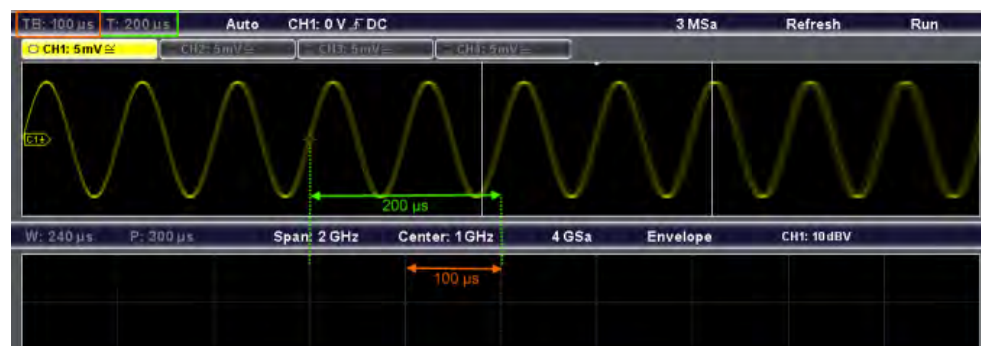 TB: 100 µs T: 200 µs Auto CH1: 0 V DC 3 MSa Refresh Run
CH1: 5mV CH2: 5mV CH3: 5mV CH4: 5mV
C1
200 µs
W: 240 µs P: 300 µs Span: 2 GHz Center: 1 GHz 4 GSa Envelope CH1: 10dBV
100 µs